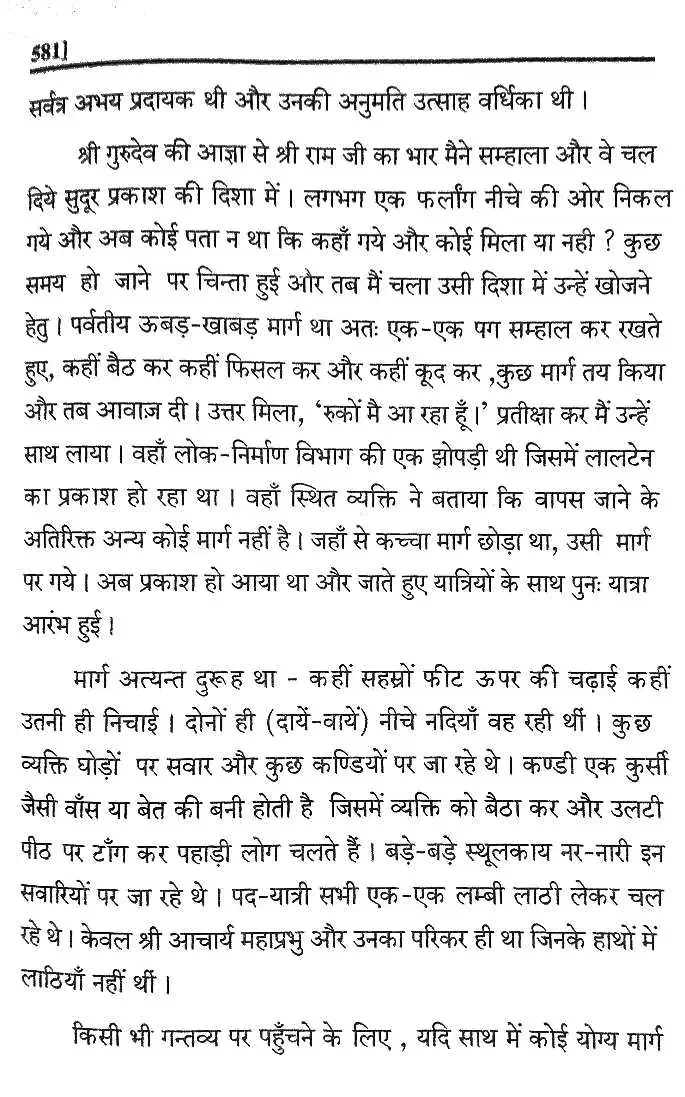 581]
सर्वत्र अभय प्रदायक थी और उनकी अनुमति उत्साह वर्धिका थी ।
श्री गुरुदेव की आज्ञा से श्री राम जी का भार मैने सम्हाला और वे चल
दिये सुदूर प्रकाश की दिशा में । लगभग एक फर्लांग नीचे की ओर निकल
गये और अब कोई पता न था कि कहाँ गये और कोई मिला या नही ? कुछ
समय हो जाने पर चिन्ता हुई और तब मैं चला उसी दिशा में उन्हें खोजने
हेतु । पर्वतीय ऊबड़-खाबड़ मार्ग था अतः एक-एक पग सम्हाल कर रखते
हुए, कहीं बैठ कर कहीं फिसल कर और कहीं कूद कर ,कुछ मार्ग तय किया
और तब आवाज़ दी । उत्तर मिला, ‘रुकों मै आ रहा हूँ।’ प्रतीक्षा कर मैं उन्हें
साथ लाया । वहाँ लोक-निर्माण विभाग की एक झोपड़ी थी जिसमें लालटेन
का प्रकाश हो रहा था । वहाँ स्थित व्यक्ति ने बताया कि वापस जाने के
अतिरिक्त अन्य कोई मार्ग नहीं है । जहाँ से कच्चा मार्ग छोड़ा था, उसी मार्ग
पर गये । अब प्रकाश हो आया था और जाते हुए यात्रियों के साथ पुनः यात्रा
आरंभ हुई ।
मार्ग अत्यन्त दुरूह था - कहीं सहस्रों फीट ऊपर की चढ़ाई कहीं
उतनी ही निचाई । दोनों ही (दायें-वायें) नीचे नदियाँ वह रही थीं । कुछ
व्यक्ति घोड़ों पर सवार और कुछ कण्डियों पर जा रहे थे । कण्डी एक कुर्सी
जैसी वाँस या बेत की बनी होती है जिसमें व्यक्ति को बैठा कर और उलटी
पीठ पर टाँग कर पहाड़ी लोग चलते हैं । बड़े-बड़े स्थूलकाय नर-नारी इन
सवारियों पर जा रहे थे । पद-यात्री सभी एक-एक लम्बी लाठी लेकर चल
रहे थे । केवल श्री आचार्य महाप्रभु और उनका परिकर ही था जिनके हाथों में
लाठियाँ नहीं थीं ।
किसी भी गन्तव्य पर पहुँचने के लिए , यदि साथ में कोई योग्य मार्ग